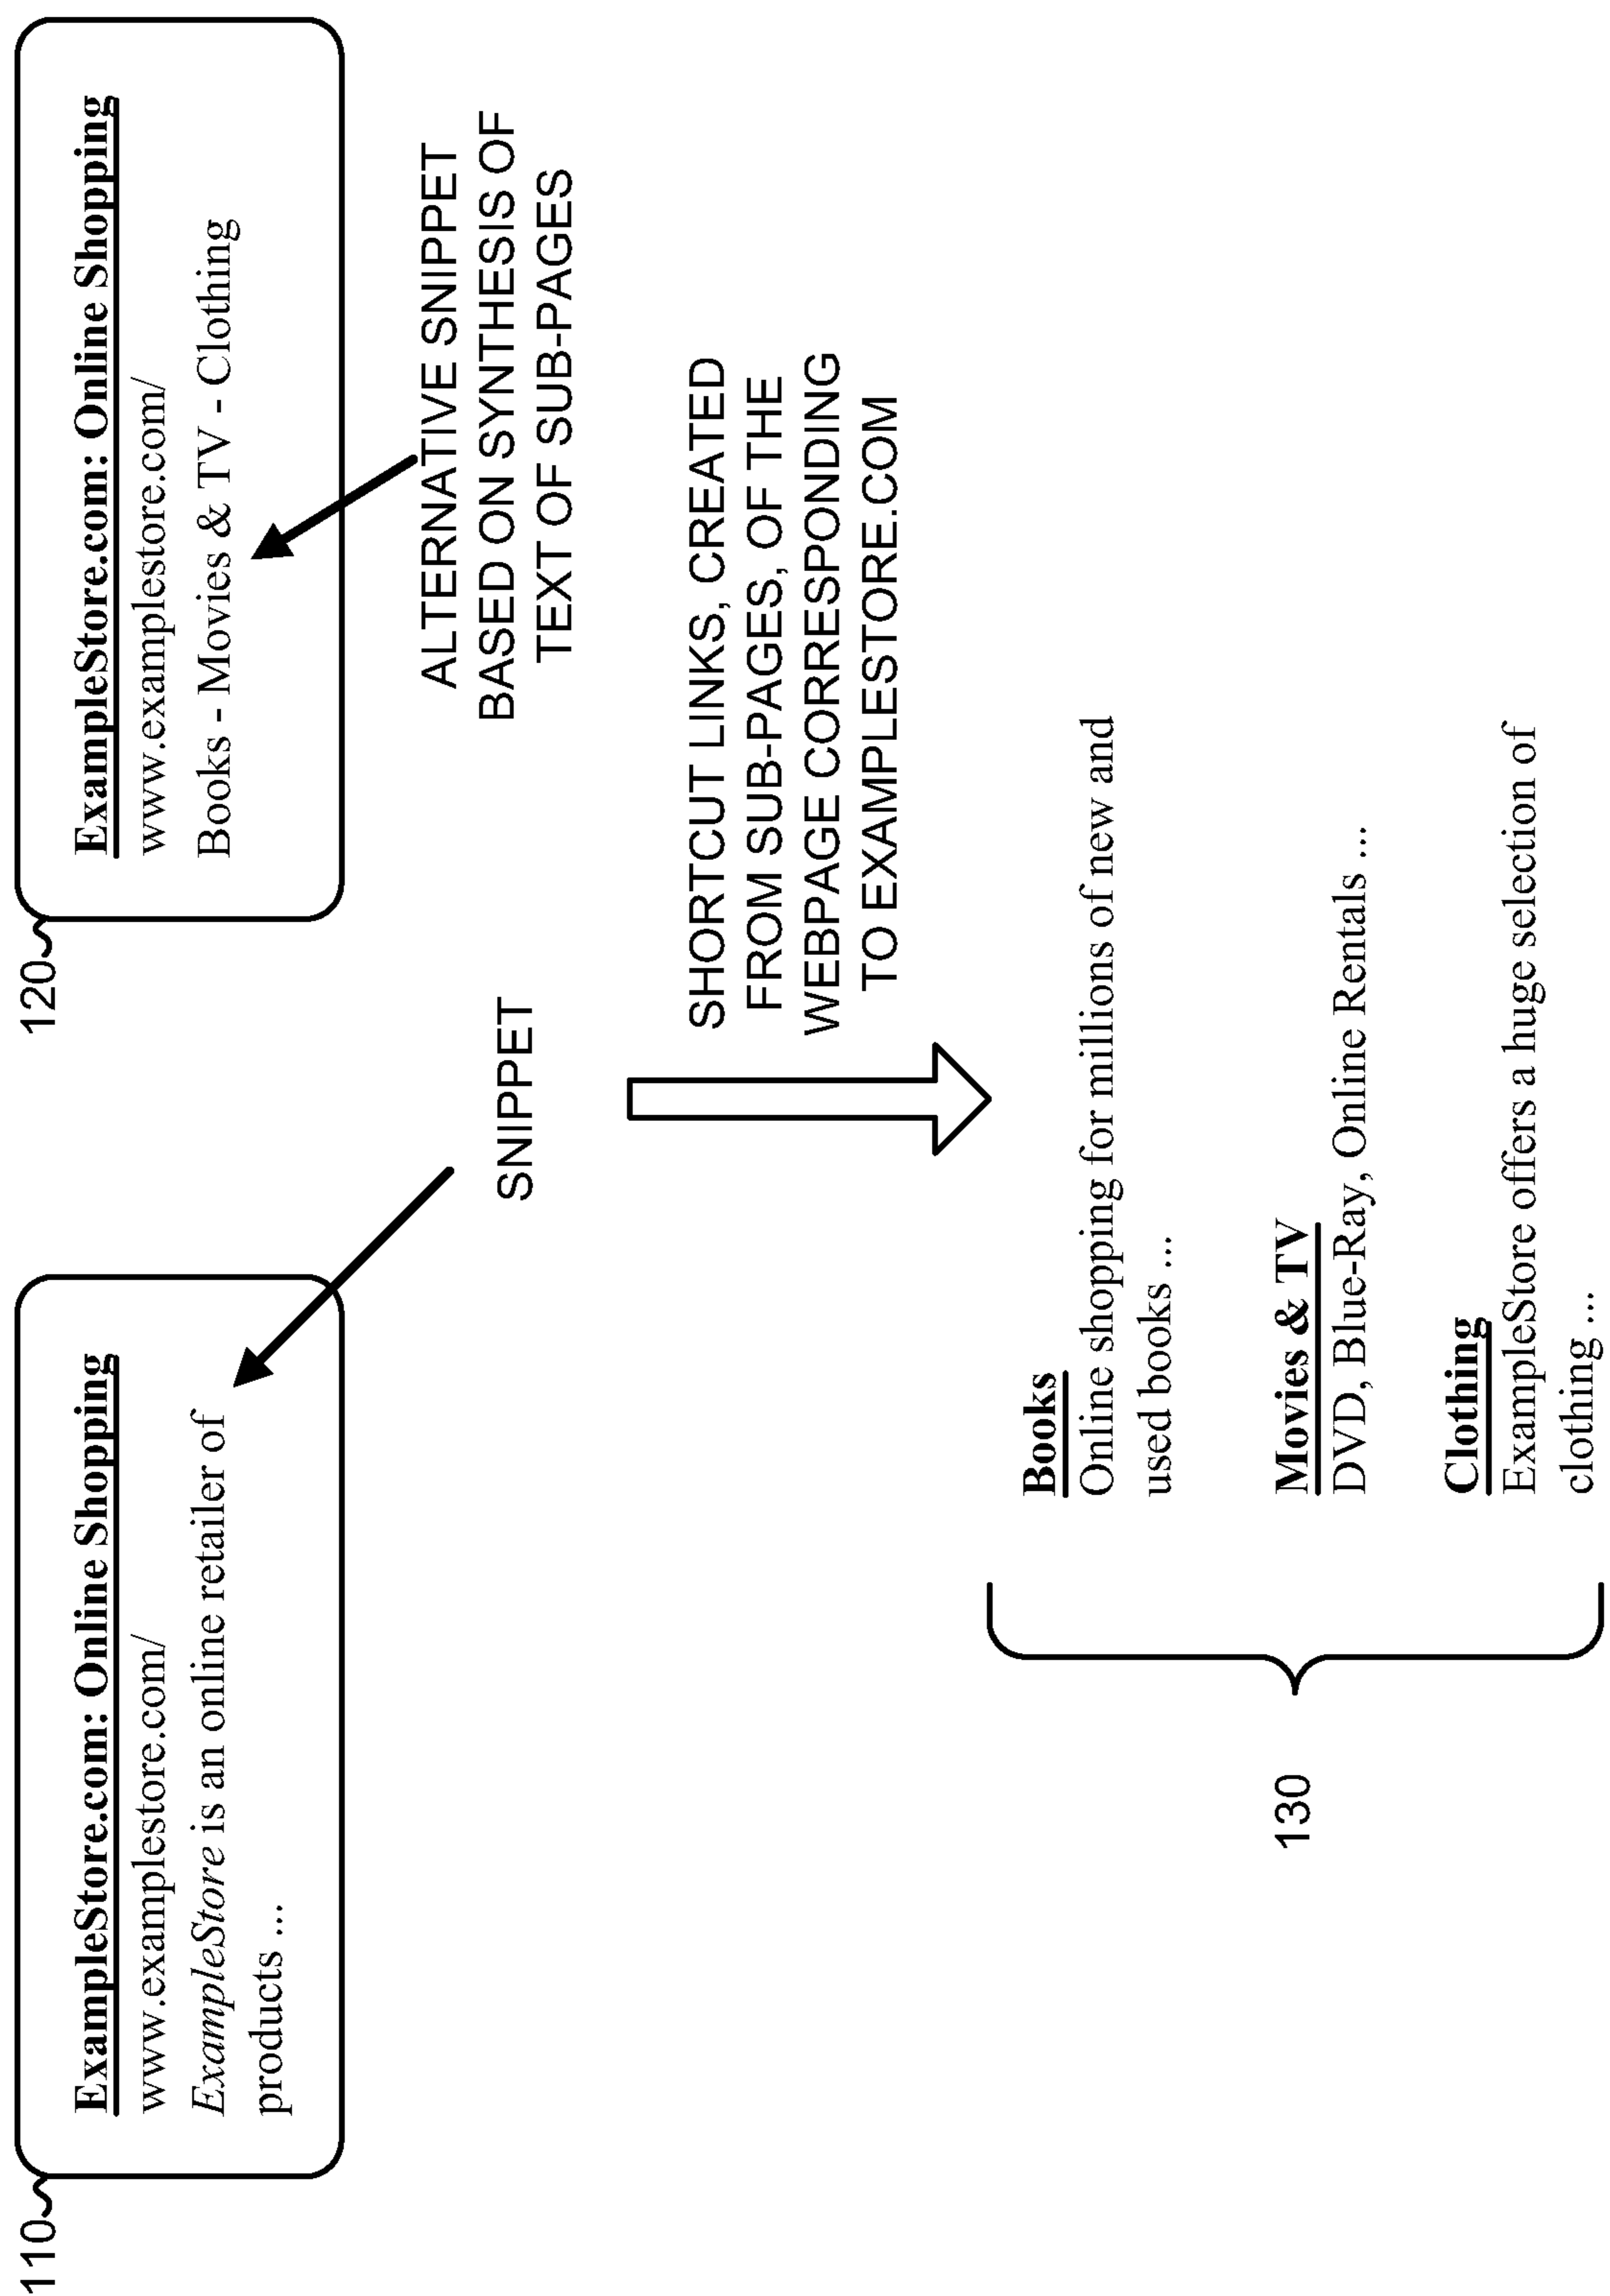 110
ExampleStore.com: Online Shopping
www.examplestore.com/
ExampleStore is an online retailer of
products ...
SNIPPET
120
ExampleStore.com: Online Shopping
www.examplestore.com/
Books - Movies & TV - Clothing
ALTERNATIVE SNIPPET
BASED ON SYNTHESIS OF
TEXT OF SUB-PAGES
SHORTCUT LINKS, CREATED
FROM SUB-PAGES, OF THE
WEBPAGE CORRESPONDING
TO EXAMPLESTORE.COM
130
Books
Online shopping for millions of new and
used books ...
Movies & TV
DVD, Blue-Ray, Online Rentals ...
Clothing
ExampleStore offers a huge selection of
clothing ...